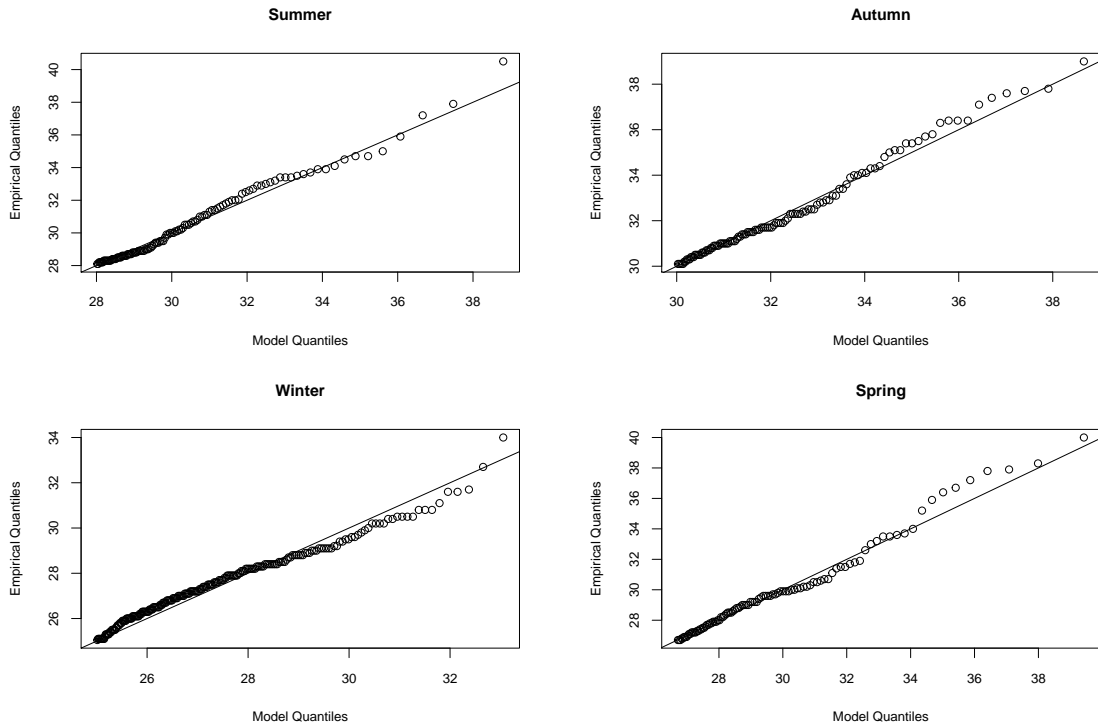 Summer
Empirical Quantiles
28 30 32 34 36 38 40
28 30 32 34 36 38
Model Quantiles
Autumn
Empirical Quantiles
30 32 34 36 38
30 32 34 36 38
Model Quantiles
Winter
Empirical Quantiles
26 28 30 32 34
26 28 30 32
Model Quantiles
Spring
Empirical Quantiles
28 30 32 34 36 38 40
28 30 32 34 36 38
Model Quantiles